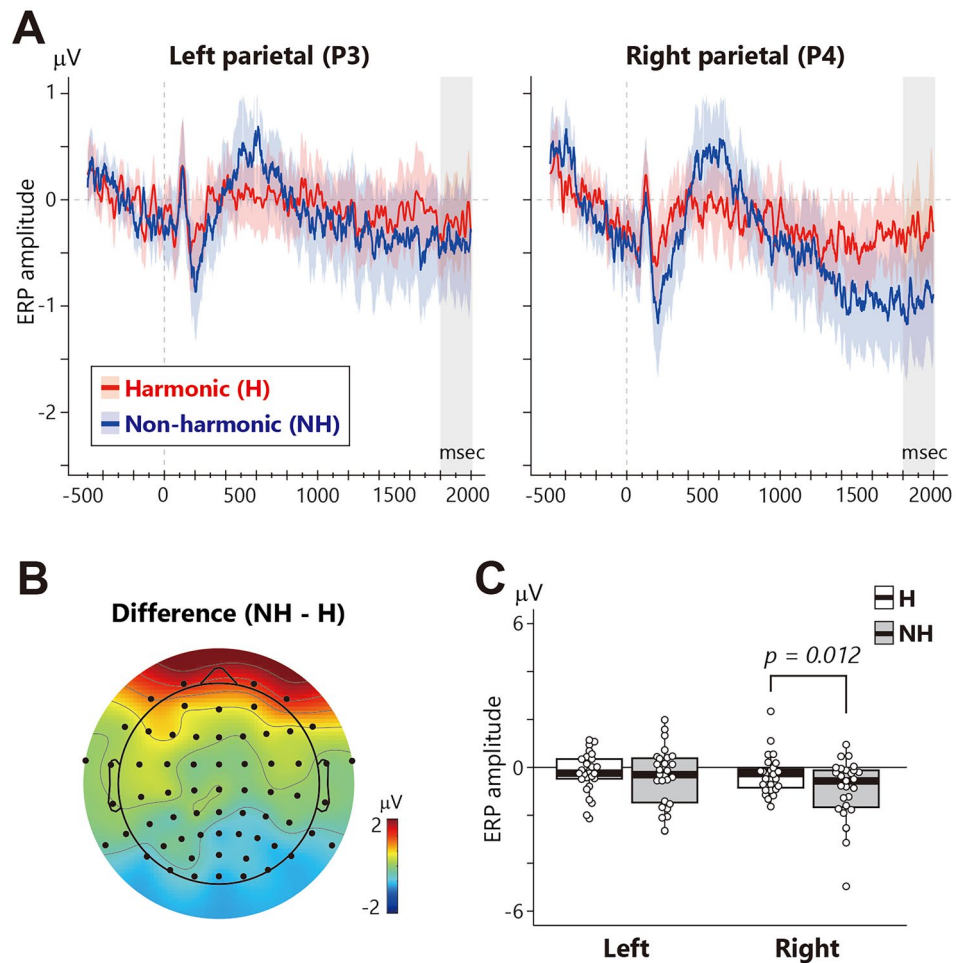 A
μV
Left parietal (P3)
Right parietal (P4)
ERP amplitude
1
0
-1
-2
Harmonic (H)
Non-harmonic (NH)
msec
msec
-500 0 500 1000 1500 2000
-500 0 500 1000 1500 2000
B
Difference (NH - H)
μV
2
-2
C
μV
H
NH
p = 0.012
ERP amplitude
6
0
-6
Left
Right